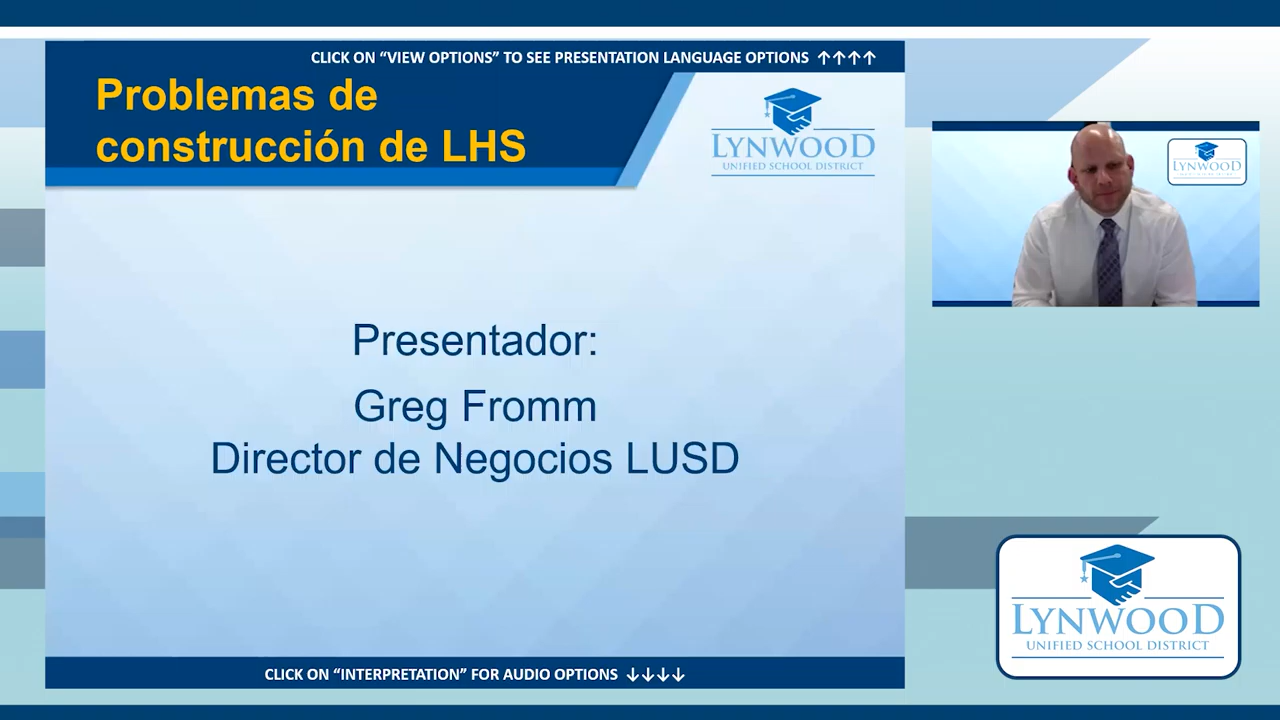 CLICK ON “VIEW OPTIONS” TO SEE PRESENTATION LANGUAGE OPTIONS ↑↑↑↑
Problemas de
construcción de LHS
LYNWOOD
UNIFIED SCHOOL DISTRICT
Presentador:
Greg Fromm
Director de Negocios LUSD
CLICK ON “INTERPRETATION” FOR AUDIO OPTIONS ↓↓↓↓
LYNWOOD
LYNWOOD
UNIFIED SCHOOL DISTRICT